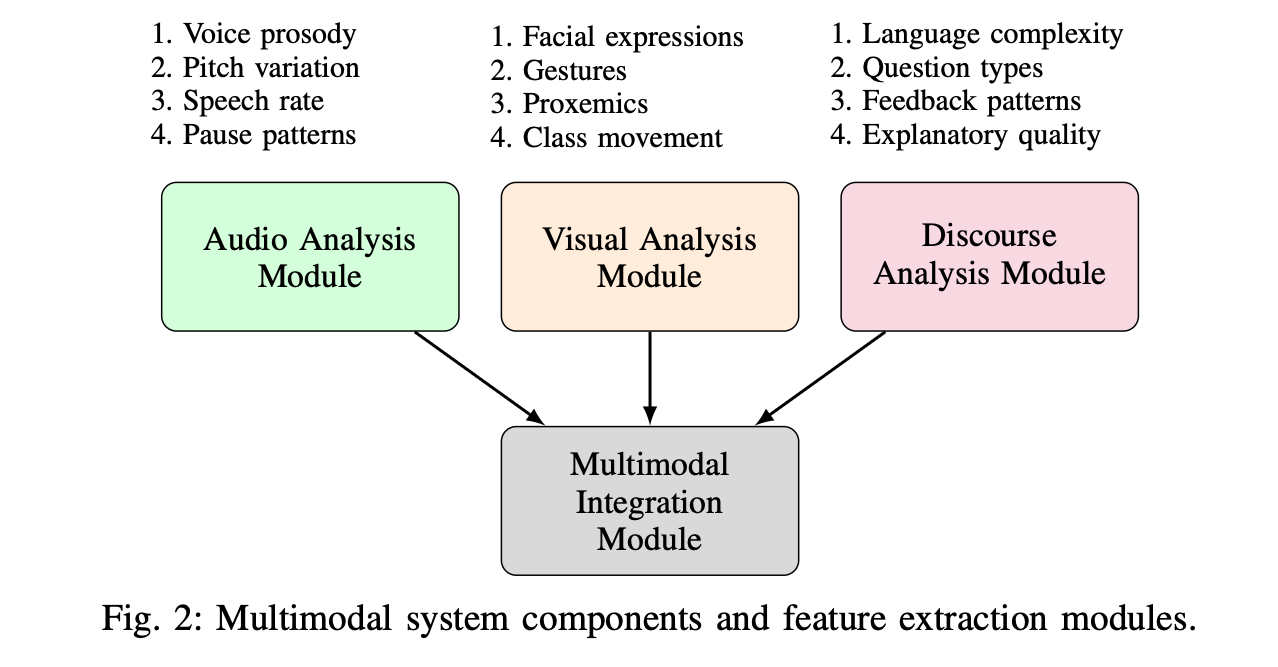 1. Voice prosody
2. Pitch variation
3. Speech rate
4. Pause patterns
1. Facial expressions
2. Gestures
3. Proxemics
4. Class movement
1. Language complexity
2. Question types
3. Feedback patterns
4. Explanatory quality
Audio Analysis
Module
Visual Analysis
Module
Discourse
Analysis Module
Multimodal
Integration
Module
Fig. 2: Multimodal system components and feature extraction modules.